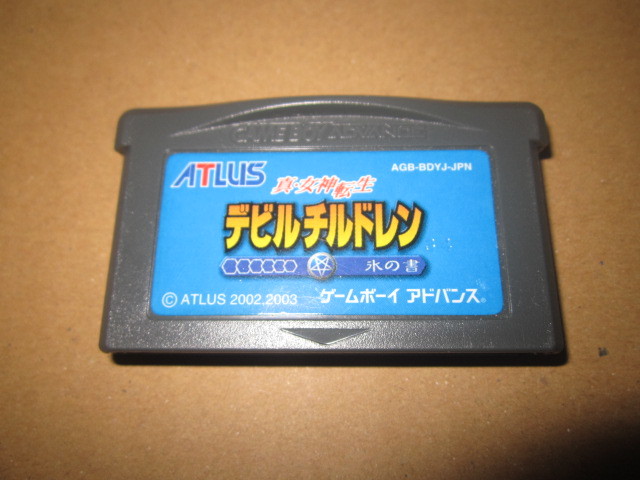 GAME BOY ADVANCE
ATLUS
AGB-BDYJ-JPN
真・女神転生
デビルチルドレン
氷の書
© ATLUS 2002,2003
ゲームボーイ アドバンス